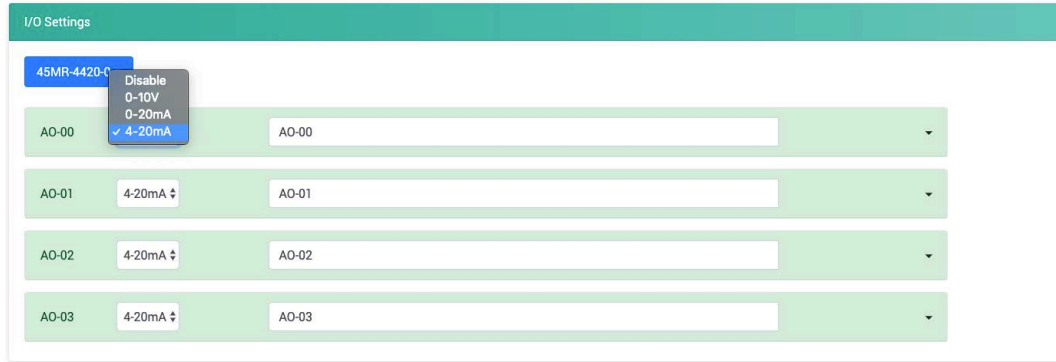 I/O Settings
45MR-4420-0
Disable
0-10V
0-20mA
✓ 4-20mA
AO-00
AO-00
AO-01 4-20mA AO-01
AO-02 4-20mA AO-02
AO-03 4-20mA AO-03